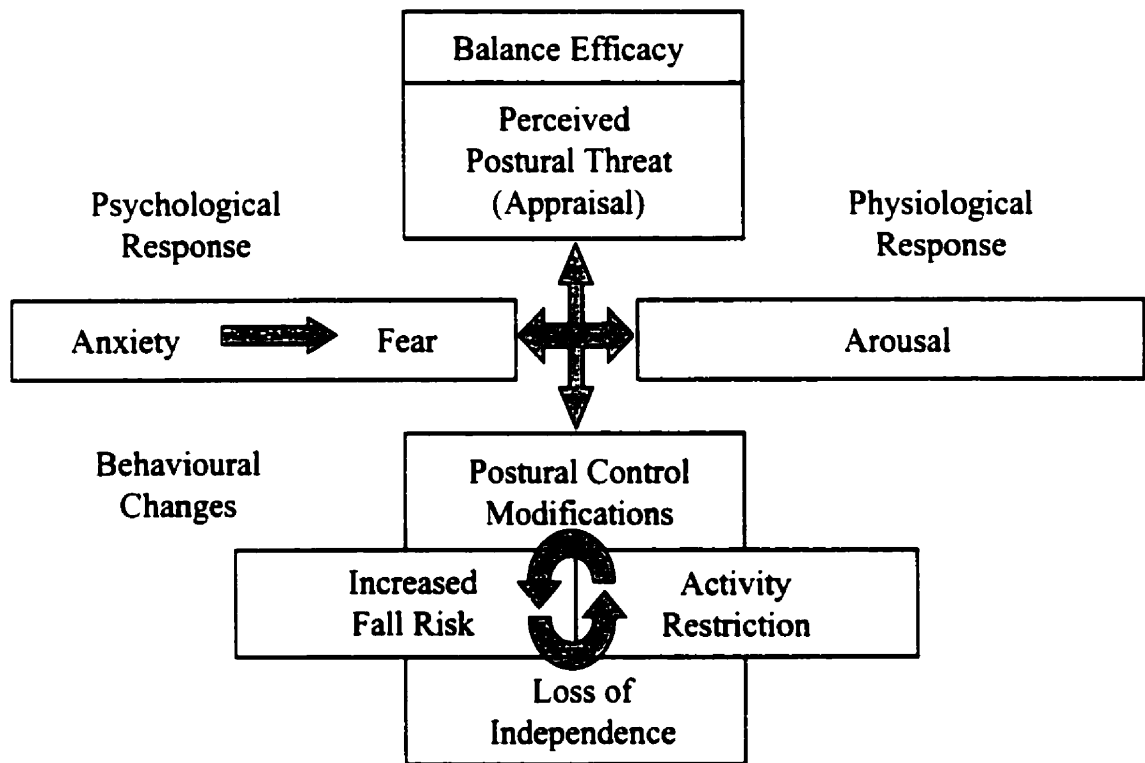 Balance Efficacy
Perceived
Postural Threat
(Appraisal)
Psychological
Response
Physiological
Response
Anxiety
Fear
Arousal
Behavioural
Changes
Postural Control
Modifications
Increased
Fall Risk
Activity
Restriction
Loss of
Independence